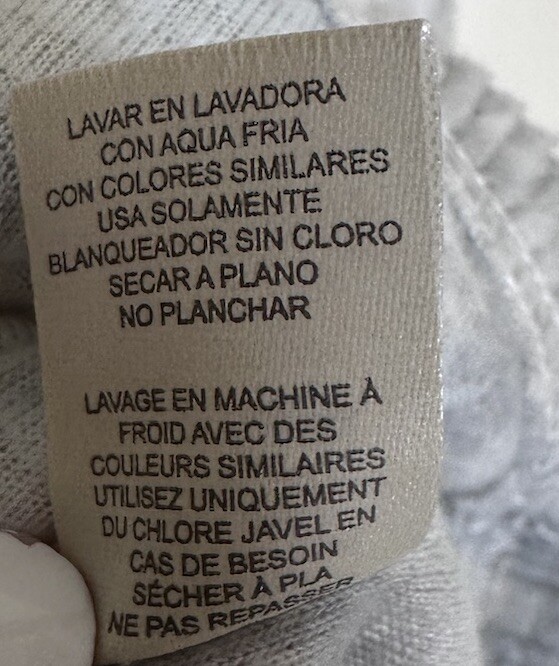 LAVAR EN LAVADORA
CON AQUA FRIA
CON COLORES SIMILARES
USA SOLAMENTE
BLANQUEADOR SIN CLORO
SECAR A PLANO
NO PLANCHAR
LAVAGE EN MACHINE À
FROID AVEC DES
COULEURS SIMILAIRES
UTILISEZ UNIQUEMENT
DU CHLORE JAVEL EN
CAS DE BESOIN
SÉCHER À PLA
NE PAS REPASSER